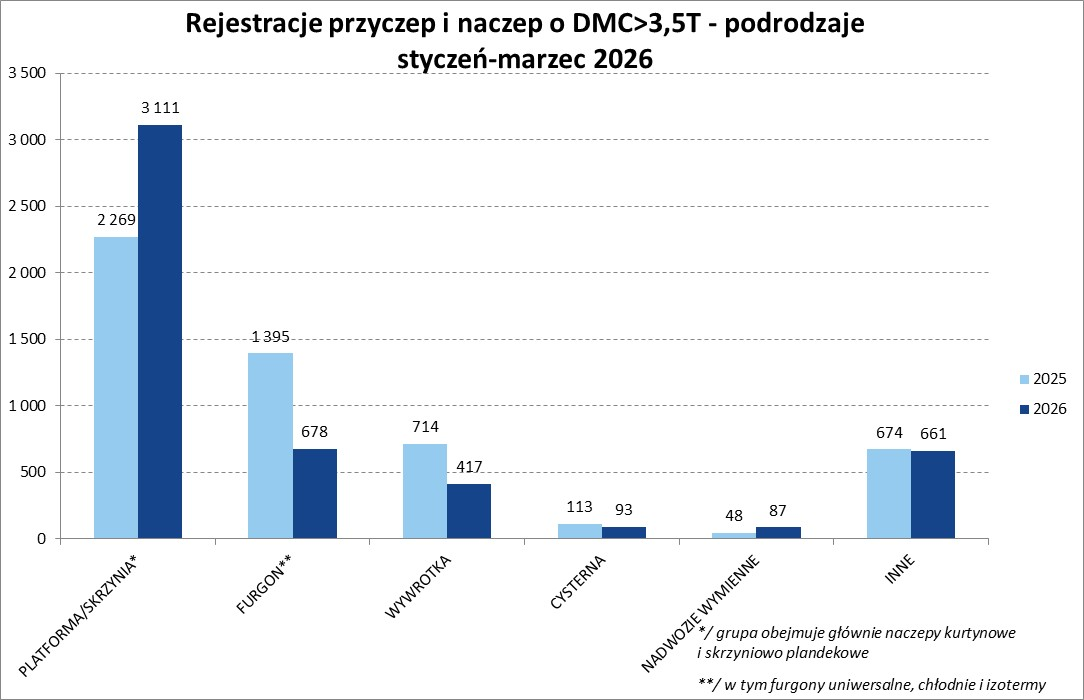 Rejestracje przyczep i naczep o DMC>3,5T - podrodzaje
styczeń-marzec 2026
3 500
3 000
2 500
2 000
1 500
1 000
500
0
2 269
3 111
1 395
678
714
417
113
93
48
87
674
661
PLATFORMA/SKRZYNIA*
FURGON**
WYWROTKA
CYSTERNA
NADWOZIE WYMIENNE
INNE
2025
2026
*/ grupa obejmuje głównie naczepy kurtynowe
i skrzyniowo plandekowe
**/ w tym furgony uniwersalne, chłodnie i izotermy